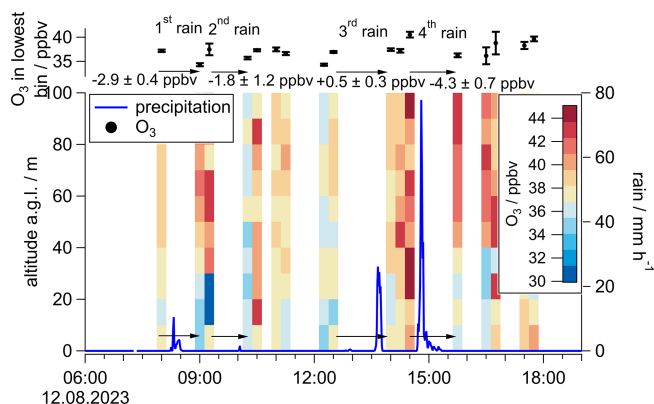 1st rain 2nd rain 3rd rain 4th rain
40
35
O3 in lowest
bin / ppbv
-2.9 ± 0.4 ppbv -1.8 ± 1.2 ppbv +0.5 ± 0.3 ppbv -4.3 ± 0.7 ppbv
precipitation
O3
100
80
60
40
20
0
altitude a.g.l. / m
44
42
40
38
36
34
32
30
O3 / ppbv
80
60
40
20
0
rain / mm h-1
06:00 09:00 12:00 15:00 18:00
12.08.2023